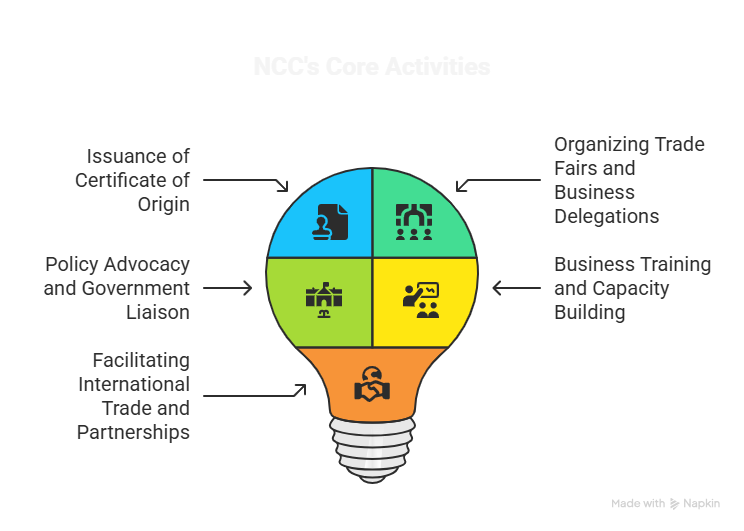 NCC's Core Activities
Issuance of
Certificate of
Origin
Organizing Trade
Fairs and
Business
Delegations
Policy Advocacy
and Government
Liaison
Business Training
and Capacity
Building
Facilitating
International
Trade and
Partnerships
Made with Napkin